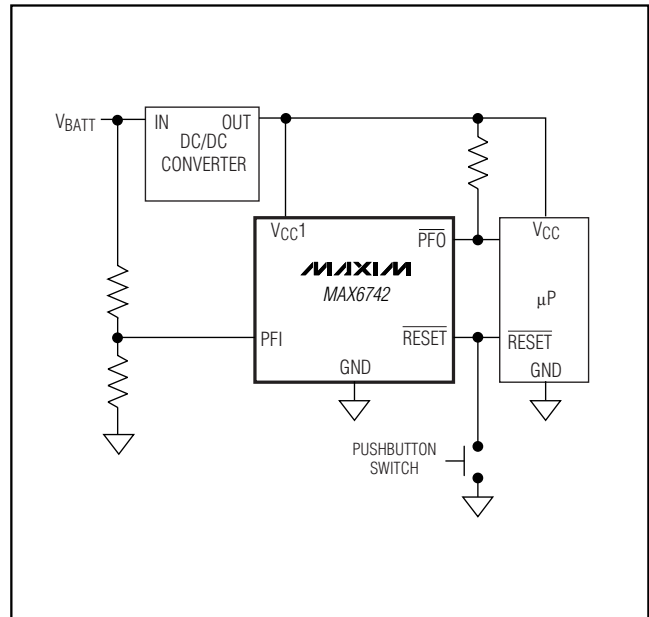 VBATT
IN OUT
DC/DC
CONVERTER
VCC1
PFO
VCC
MAXIM
MAX6742
µP
PFI
RESET
RESET
GND
GND
PUSHBUTTON
SWITCH